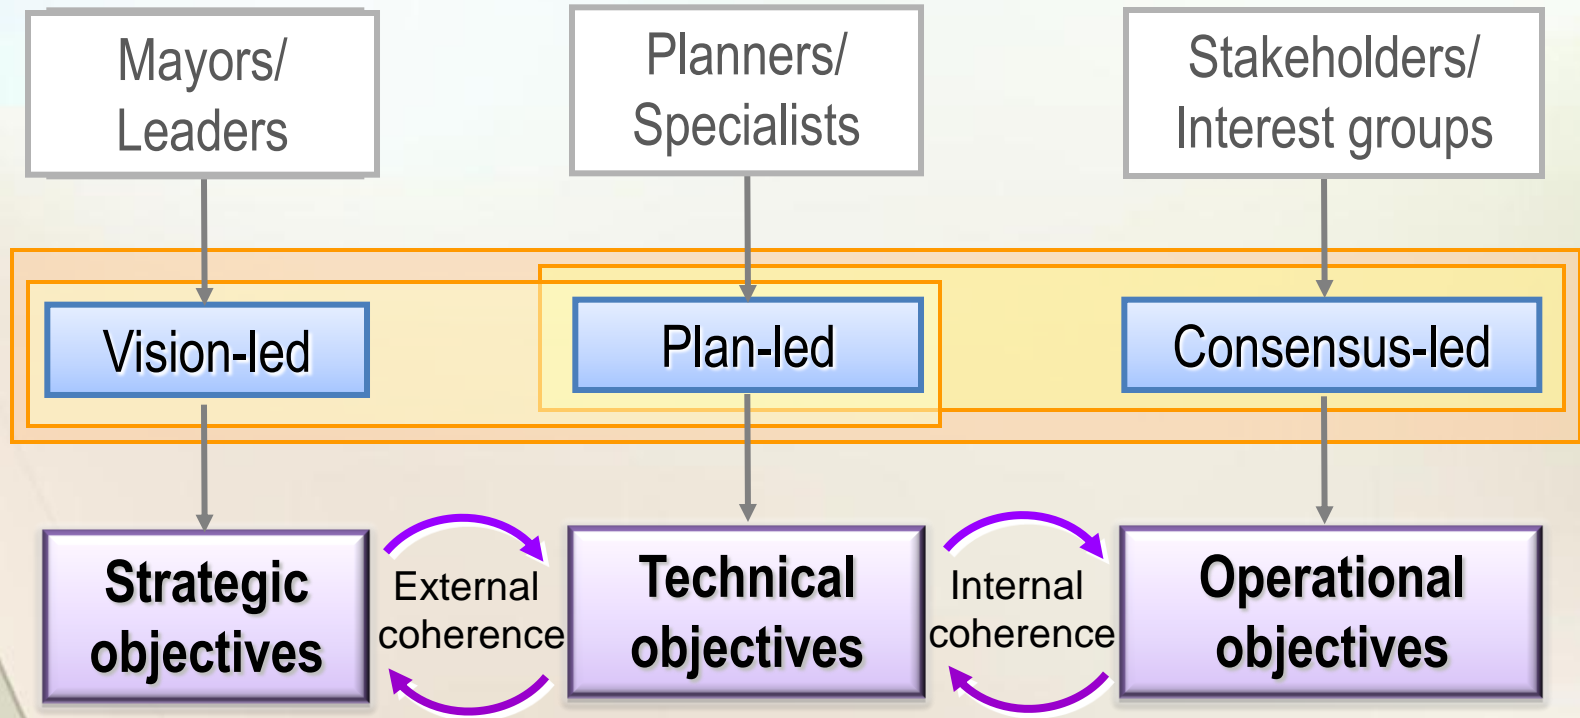 Mayors/
Leaders
Planners/
Specialists
Stakeholders/
Interest groups
Vision-led
Plan-led
Consensus-led
Strategic
objectives
External
coherence
Technical
objectives
Internal
coherence
Operational
objectives